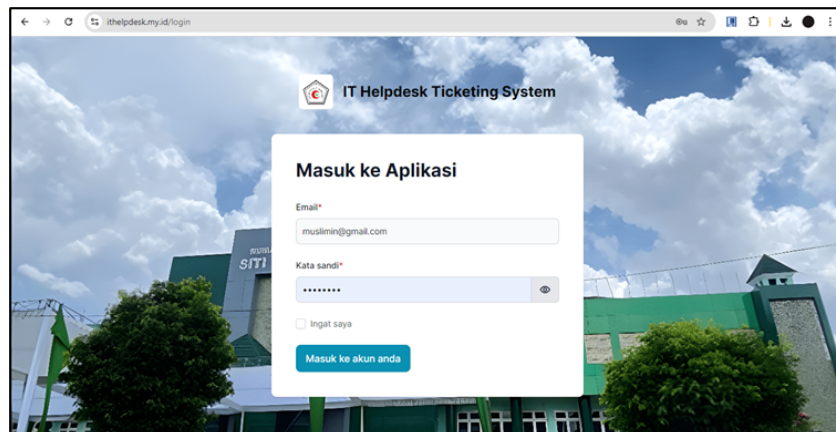 ithelpdesk.my.id/login
IT Helpdesk Ticketing System
Masuk ke Aplikasi
Email*
muslimin@gmail.com
SITI
Kata sandi*
Ingat saya
Masuk ke akun anda